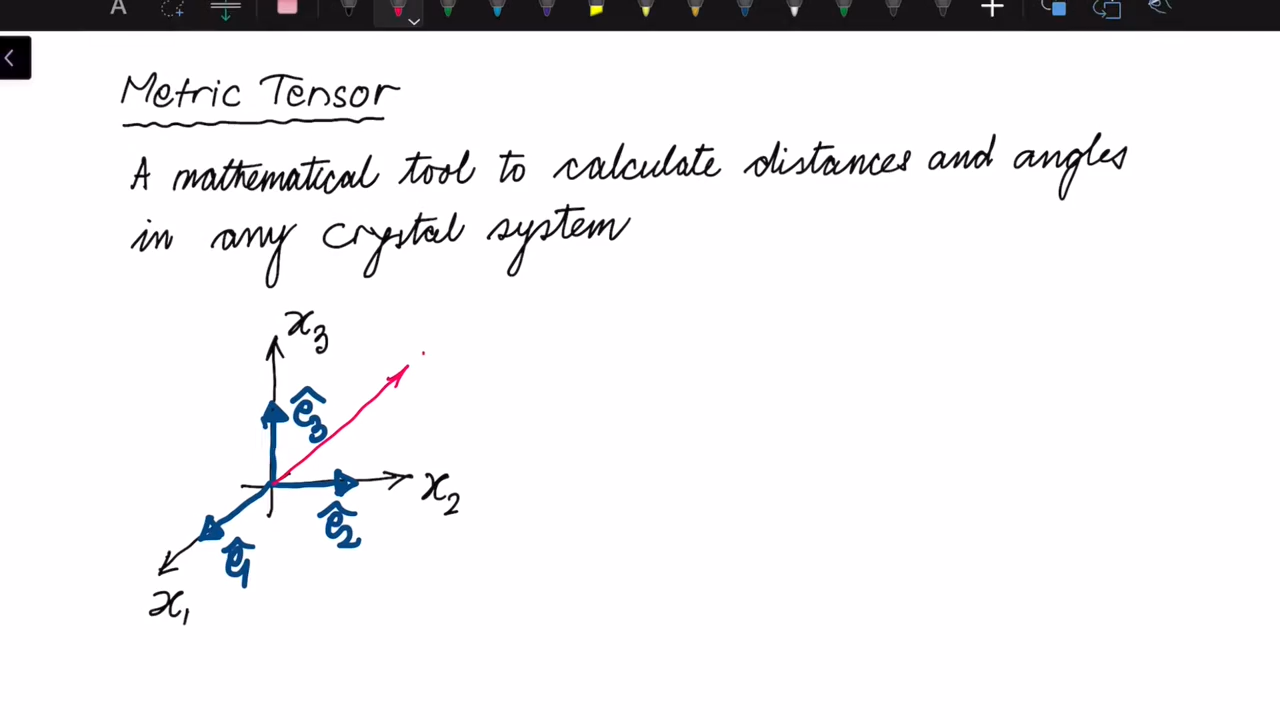 A
Metric Tensor
A mathematical tool to calculate distances and angles
in any crystal system
x₃
ê₃
x₂
ê₂
ê₁
x₁